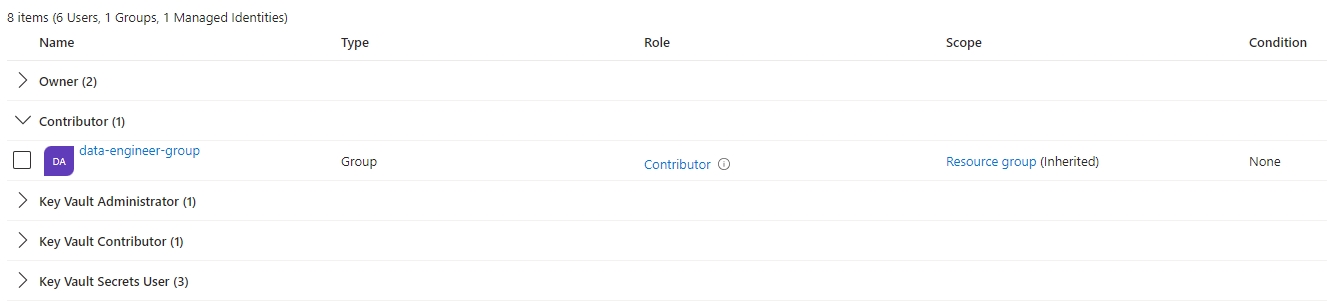 8 items (6 Users, 1 Groups, 1 Managed Identities)
Name Type Role Scope Condition
Owner (2)
Contributor (1)
DA data-engineer-group Group Contributor Resource group (Inherited) None
Key Vault Administrator (1)
Key Vault Contributor (1)
Key Vault Secrets User (3)